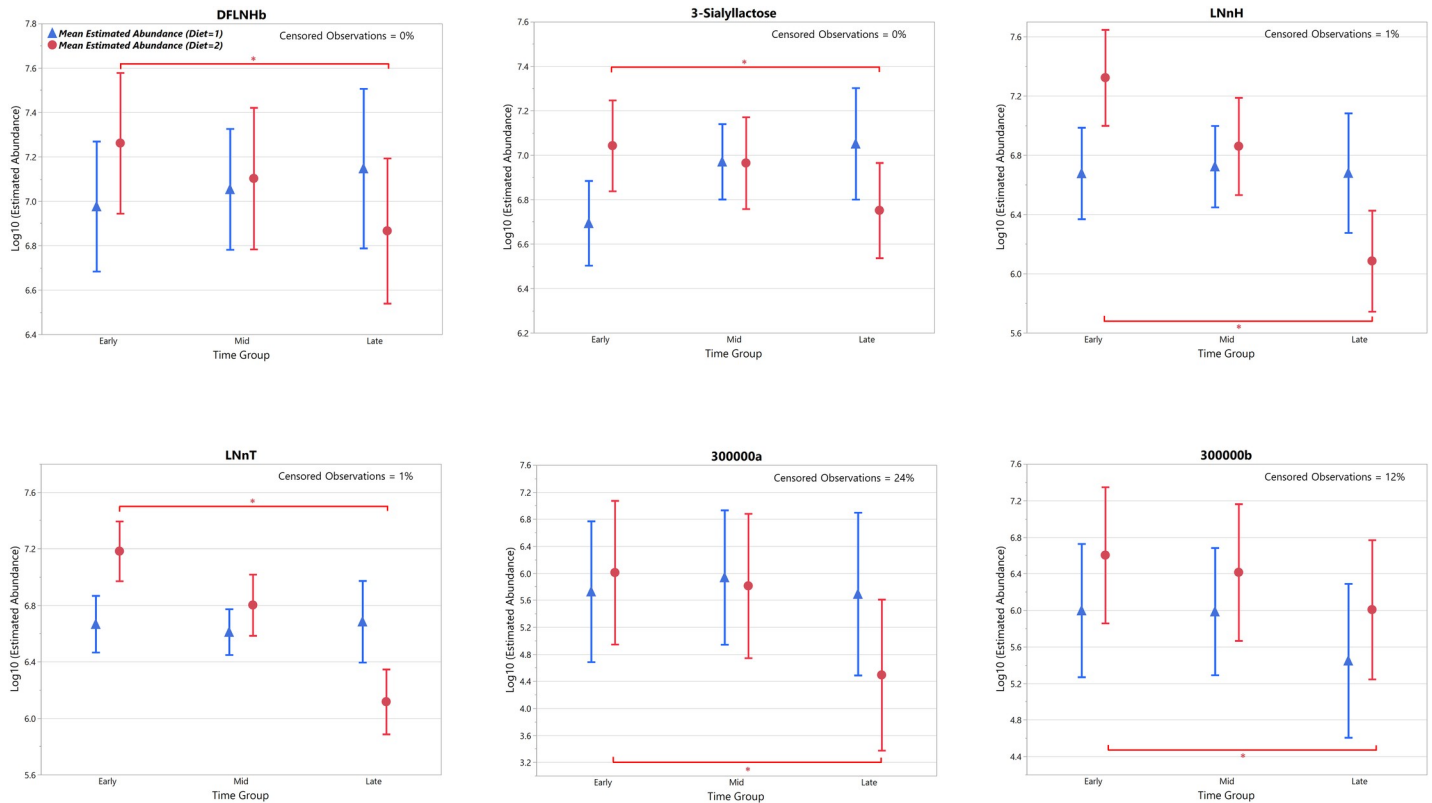 DFLNHb
Mean Estimated Abundance (Diet=1)
Mean Estimated Abundance (Diet=2)
Censored Observations = 0%
*
Log10 (Estimated Abundance)
7.8
7.6
7.4
7.2
7.0
6.8
6.6
6.4
Early
Mid
Late
Time Group
3-Sialyllactose
Censored Observations = 0%
*
Log10 (Estimated Abundance)
7.6
7.4
7.2
7.0
6.8
6.6
6.4
6.2
Early
Mid
Late
Time Group
LNnH
Censored Observations = 1%
Log10 (Estimated Abundance)
7.6
7.2
6.8
6.4
6.0
5.6
*
Early
Mid
Late
Time Group
LNnT
Censored Observations = 1%
*
Log10 (Estimated Abundance)
7.6
7.2
6.8
6.4
6.0
5.6
Early
Mid
Late
Time Group
300000a
Censored Observations = 24%
Log10 (Estimated Abundance)
7.6
7.2
6.8
6.4
6.0
5.6
5.2
4.8
4.4
4.0
3.6
3.2
*
Early
Mid
Late
Time Group
300000b
Censored Observations = 12%
Log10 (Estimated Abundance)
7.6
7.2
6.8
6.4
6.0
5.6
5.2
4.8
4.4
*
Early
Mid
Late
Time Group